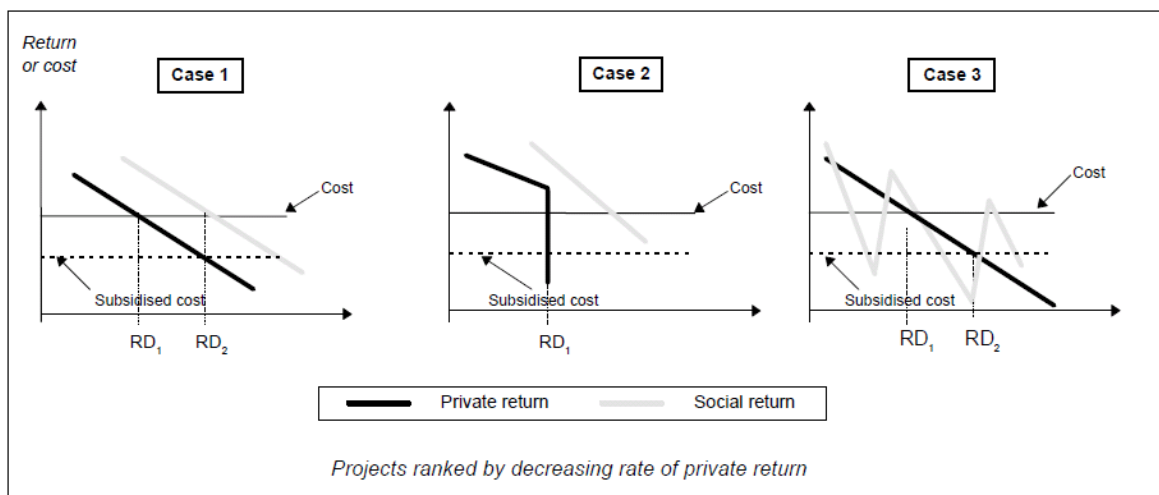 Return
or cost
Case 1
Case 2
Case 3
Cost
Cost
Cost
Subsidised cost
Subsidised cost
Subsidised cost
RD1
RD2
RD1
RD1
RD2
Private return
Social return
Projects ranked by decreasing rate of private return